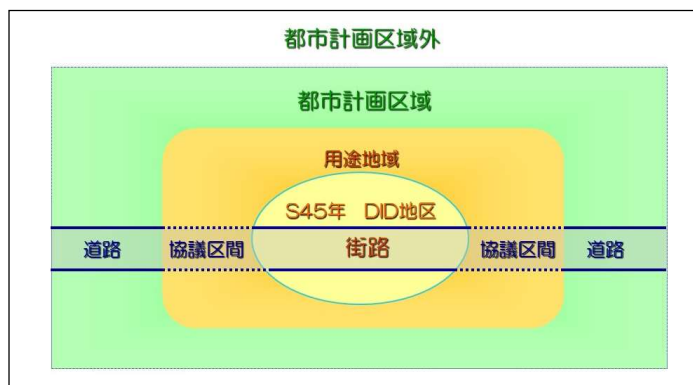 都市計画区域外
都市計画区域
用途地域
S45年 DID地区
道路 協議区間 街路 協議区間 道路